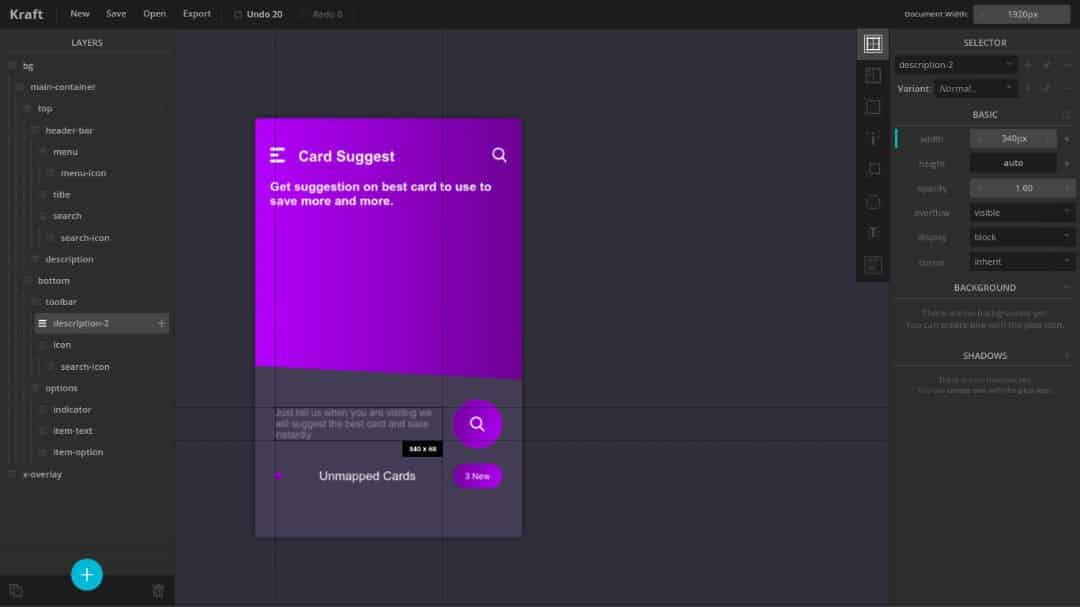 Kraft
New Save Open Export Undo 20 Redo 0
Document Width: 1920px
LAYERS
bg
main-container
top
header-bar
menu
menu-icon
title
search
search-icon
description
bottom
toolbar
description-2 +
icon
search-icon
options
indicator
item-text
item-option
x-overlay
+
Card Suggest
Get suggestion on best card to use to
save more and more.
Just tell us when you are visiting we
will suggest the best card and save
instantly
340 x 68
Unmapped Cards
3 New
T
SELECTOR
description-2
Variant: Normal...
BASIC
width 340px
height auto
opacity 1.00
overflow visible
display block
cursor inherit
BACKGROUND
There are no backgrounds yet.
You can create one with the plus icon.
SHADOWS
There are no shadows yet.
You can create one with the plus icon.